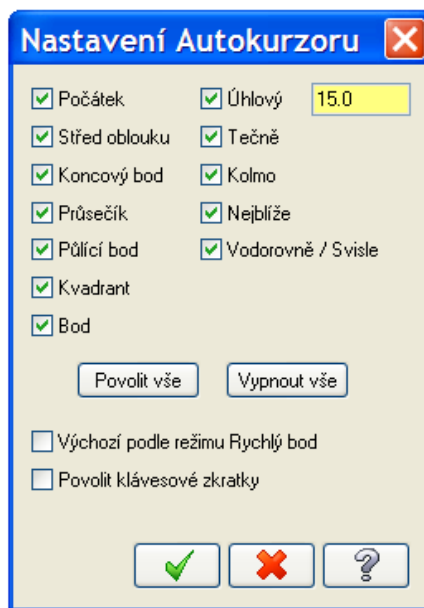 Nastavení Autokurzoru
Počátek
Úhlový 15.0
Střed oblouku
Tečně
Koncový bod
Kolmo
Průsečík
Nejblíže
Půlící bod
Vodorovně / Svisle
Kvadrant
Bod
Povolit vše
Vypnout vše
Výchozí podle režimu Rychlý bod
Povolit klávesové zkratky